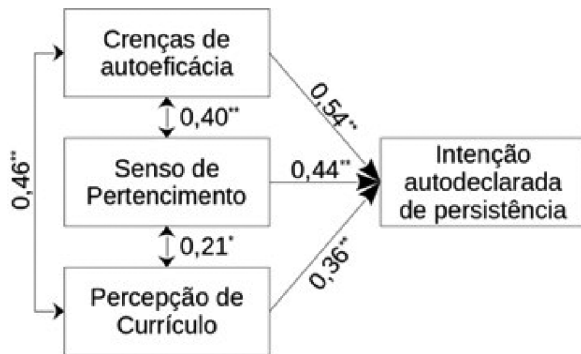 Crenças de
autoeficácia
0,54**
0,40**
0,46**
Senso de
Pertencimento
0,44**
Intenção
autodeclarada
de persistência
0,21*
0,36**
Percepção de
Currículo